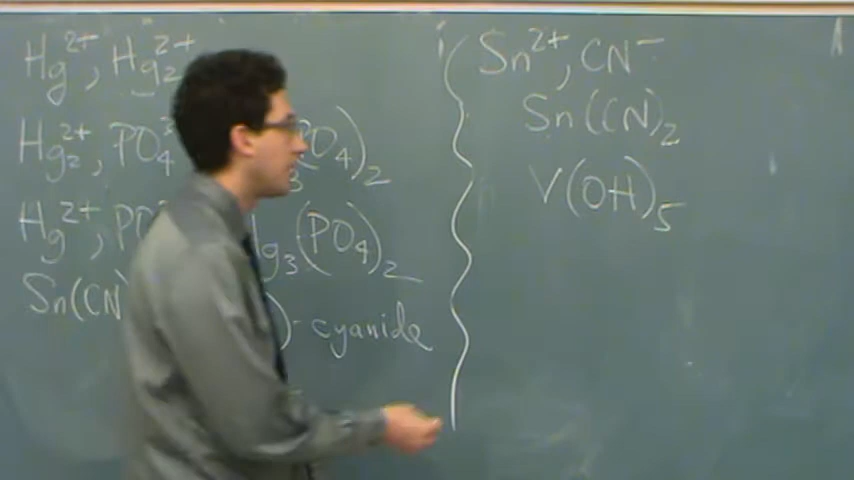 Hg²⁺, Hg₂²⁺
Hg₂²⁺, PO₄³ PO₄)₂
3
Hg²⁺, PO Hg₃(PO₄)₂
Sn(CN) )-cyanide
Sn²⁺, CN⁻
Sn(CN)₂
V(OH)₅